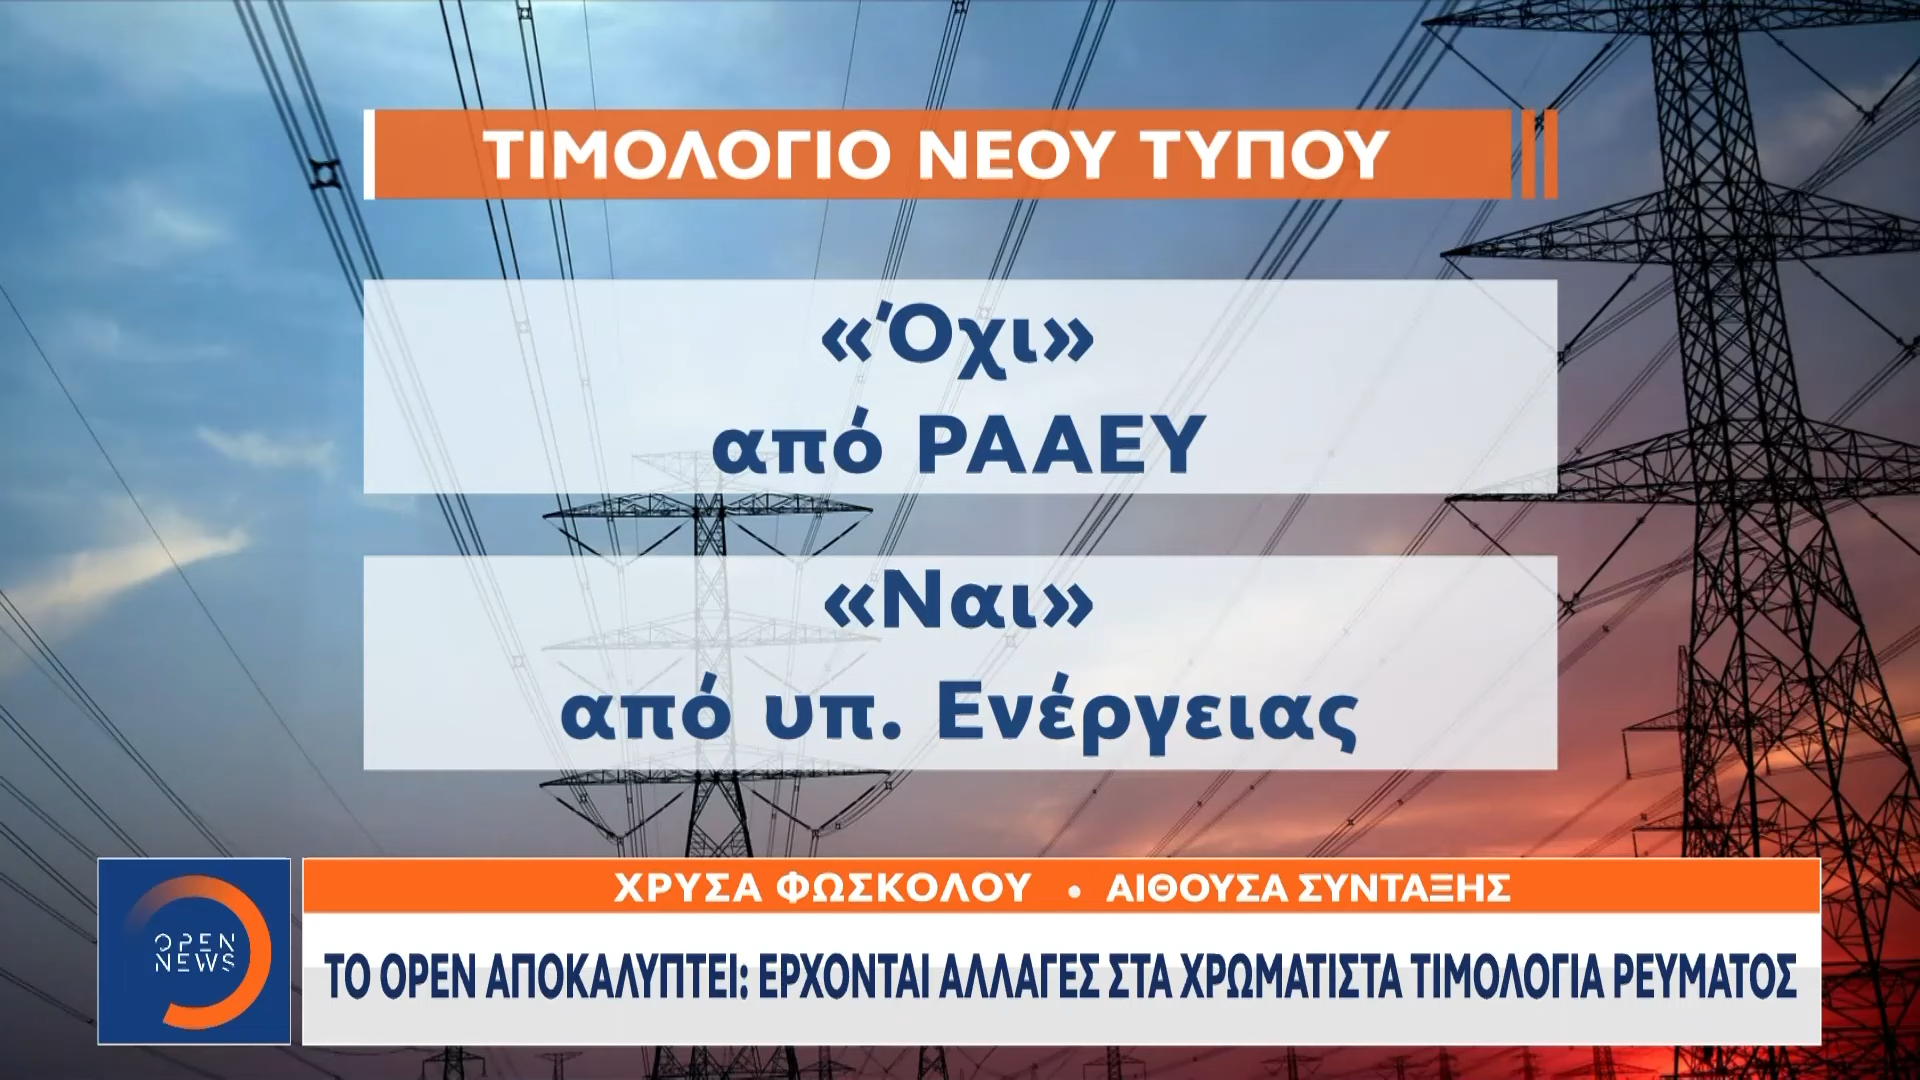 ΤΙΜΟΛΟΓΙΟ ΝΕΟΥ ΤΥΠΟΥ
«Όχι»
από ΡΑΑΕΥ
«Ναι»
από υπ. Ενέργειας
ΧΡΥΣΑ ΦΩΣΚΟΛΟΥ • ΑΙΘΟΥΣΑ ΣΥΝΤΑΞΗΣ
OPEN
NEWS
ΤΟ OPEN ΑΠΟΚΑΛΥΠΤΕΙ: ΕΡΧΟΝΤΑΙ ΑΛΛΑΓΕΣ ΣΤΑ ΧΡΩΜΑΤΙΣΤΑ ΤΙΜΟΛΟΓΙΑ ΡΕΥΜΑΤΟΣ